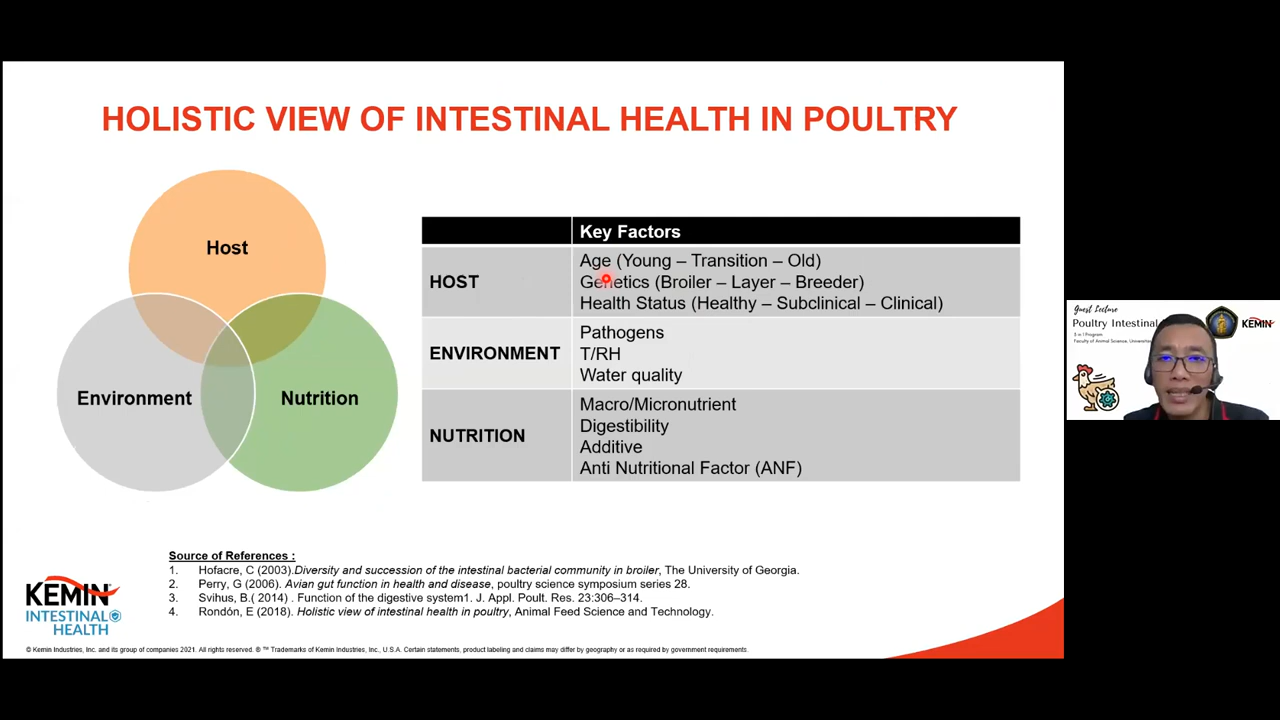 HOLISTIC VIEW OF INTESTINAL HEALTH IN POULTRY
Host
Environment
Nutrition
Key Factors
HOST
Age (Young – Transition – Old)
Genetics (Broiler – Layer – Breeder)
Health Status (Healthy – Subclinical – Clinical)
ENVIRONMENT
Pathogens
T/RH
Water quality
NUTRITION
Macro/Micronutrient
Digestibility
Additive
Anti Nutritional Factor (ANF)
Source of References :
1. Hofacre, C (2003).Diversity and succession of the intestinal bacterial community in broiler, The University of Georgia.
2. Perry, G (2006). Avian gut function in health and disease, poultry science symposium series 28.
3. Svihus, B.( 2014) . Function of the digestive system1. J. Appl. Poult. Res. 23:306–314.
4. Rondón, E (2018). Holistic view of intestinal health in poultry, Animal Feed Science and Technology.
KEMIN
INTESTINAL
HEALTH
© Kemin Industries, Inc. and its group of companies 2021. All rights reserved. ® ™ Trademarks of Kemin Industries, Inc., U.S.A. Certain statements, product labeling and claims may differ by geography or as required by government requirements.
Guest Lecture
Poultry Intestinal
3 in 1 Program
Faculty of Animal Science, Universitas
KEMIN